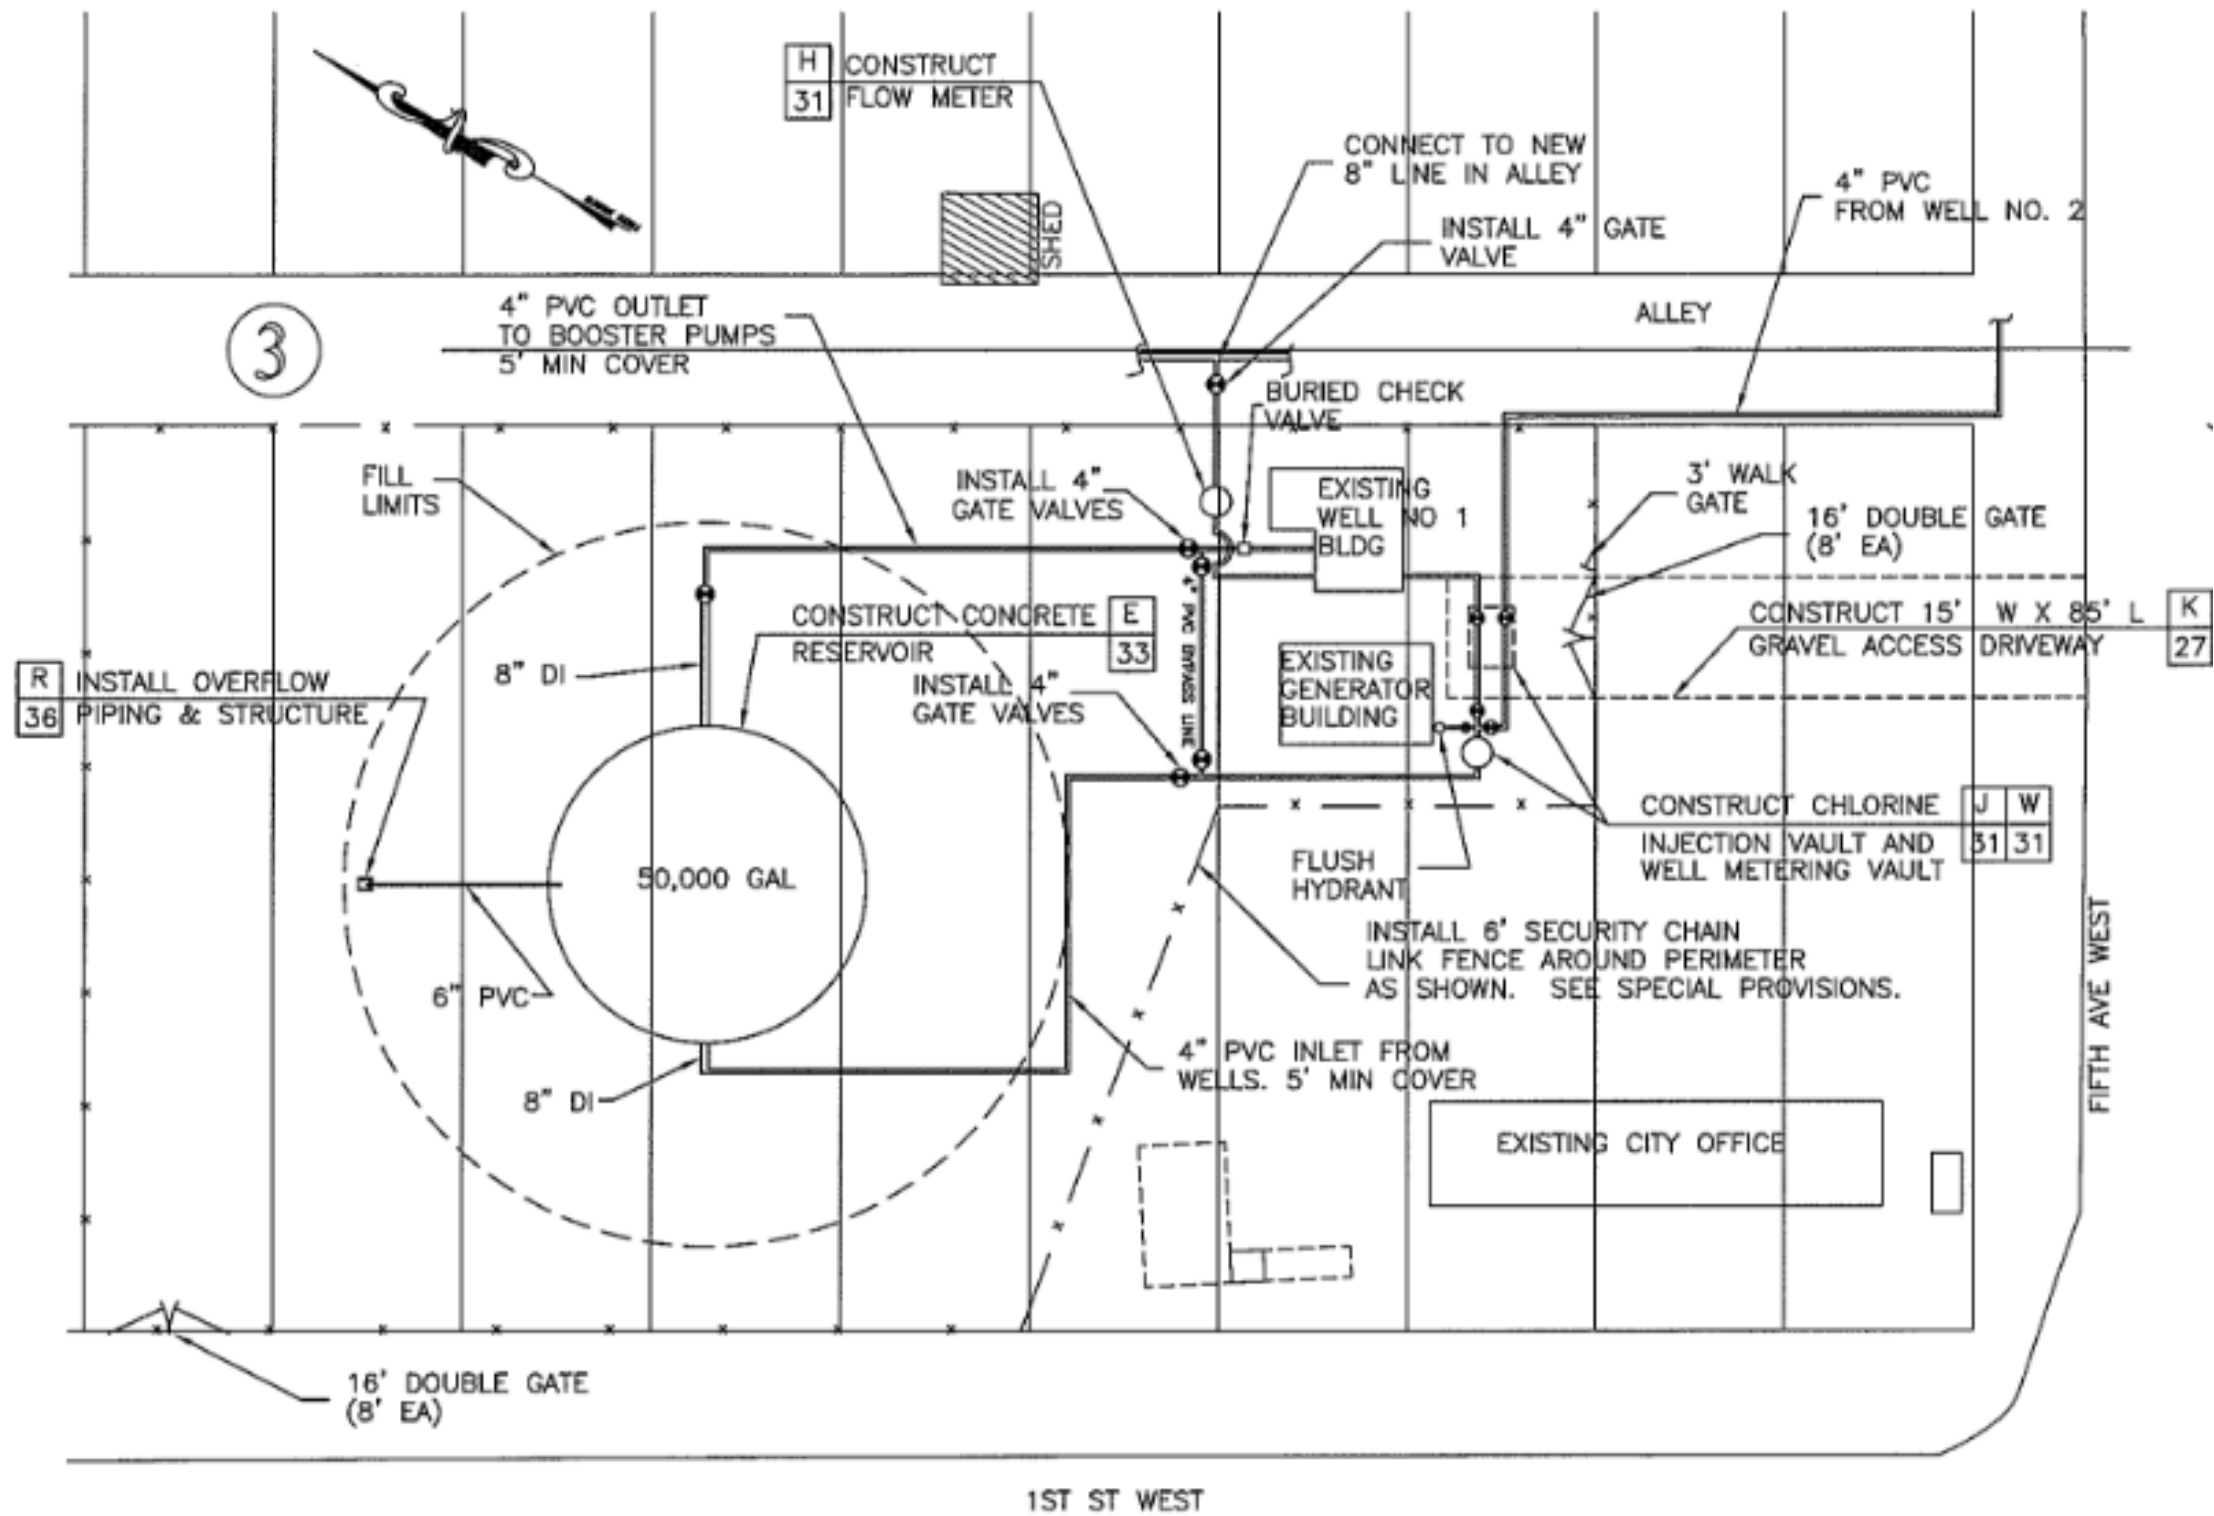 H CONSTRUCT
31 FLOW METER
CONNECT TO NEW
8" LINE IN ALLEY
4" PVC
FROM WELL NO. 2
INSTALL 4" GATE
VALVE
SHED
ALLEY
3
4" PVC OUTLET
TO BOOSTER PUMPS
5' MIN COVER
BURIED CHECK
VALVE
FILL
LIMITS
INSTALL 4"
GATE VALVES
EXISTING
WELL NO 1
BLDG
3' WALK
GATE
16' DOUBLE GATE
(8' EA)
CONSTRUCT CONCRETE E
RESERVOIR 33
4" PVC BYPASS LINE
CONSTRUCT 15' W X 85' L K
GRAVEL ACCESS DRIVEWAY 27
8" DI
R INSTALL OVERFLOW
36 PIPING & STRUCTURE
INSTALL 4"
GATE VALVES
EXISTING
GENERATOR
BUILDING
50,000 GAL
CONSTRUCT CHLORINE J W
INJECTION VAULT AND 31 31
WELL METERING VAULT
FLUSH
HYDRANT
INSTALL 6' SECURITY CHAIN
LINK FENCE AROUND PERIMETER
AS SHOWN. SEE SPECIAL PROVISIONS.
6" PVC
4" PVC INLET FROM
WELLS. 5' MIN COVER
8" DI
FIFTH AVE WEST
EXISTING CITY OFFICE
16' DOUBLE GATE
(8' EA)
1ST ST WEST